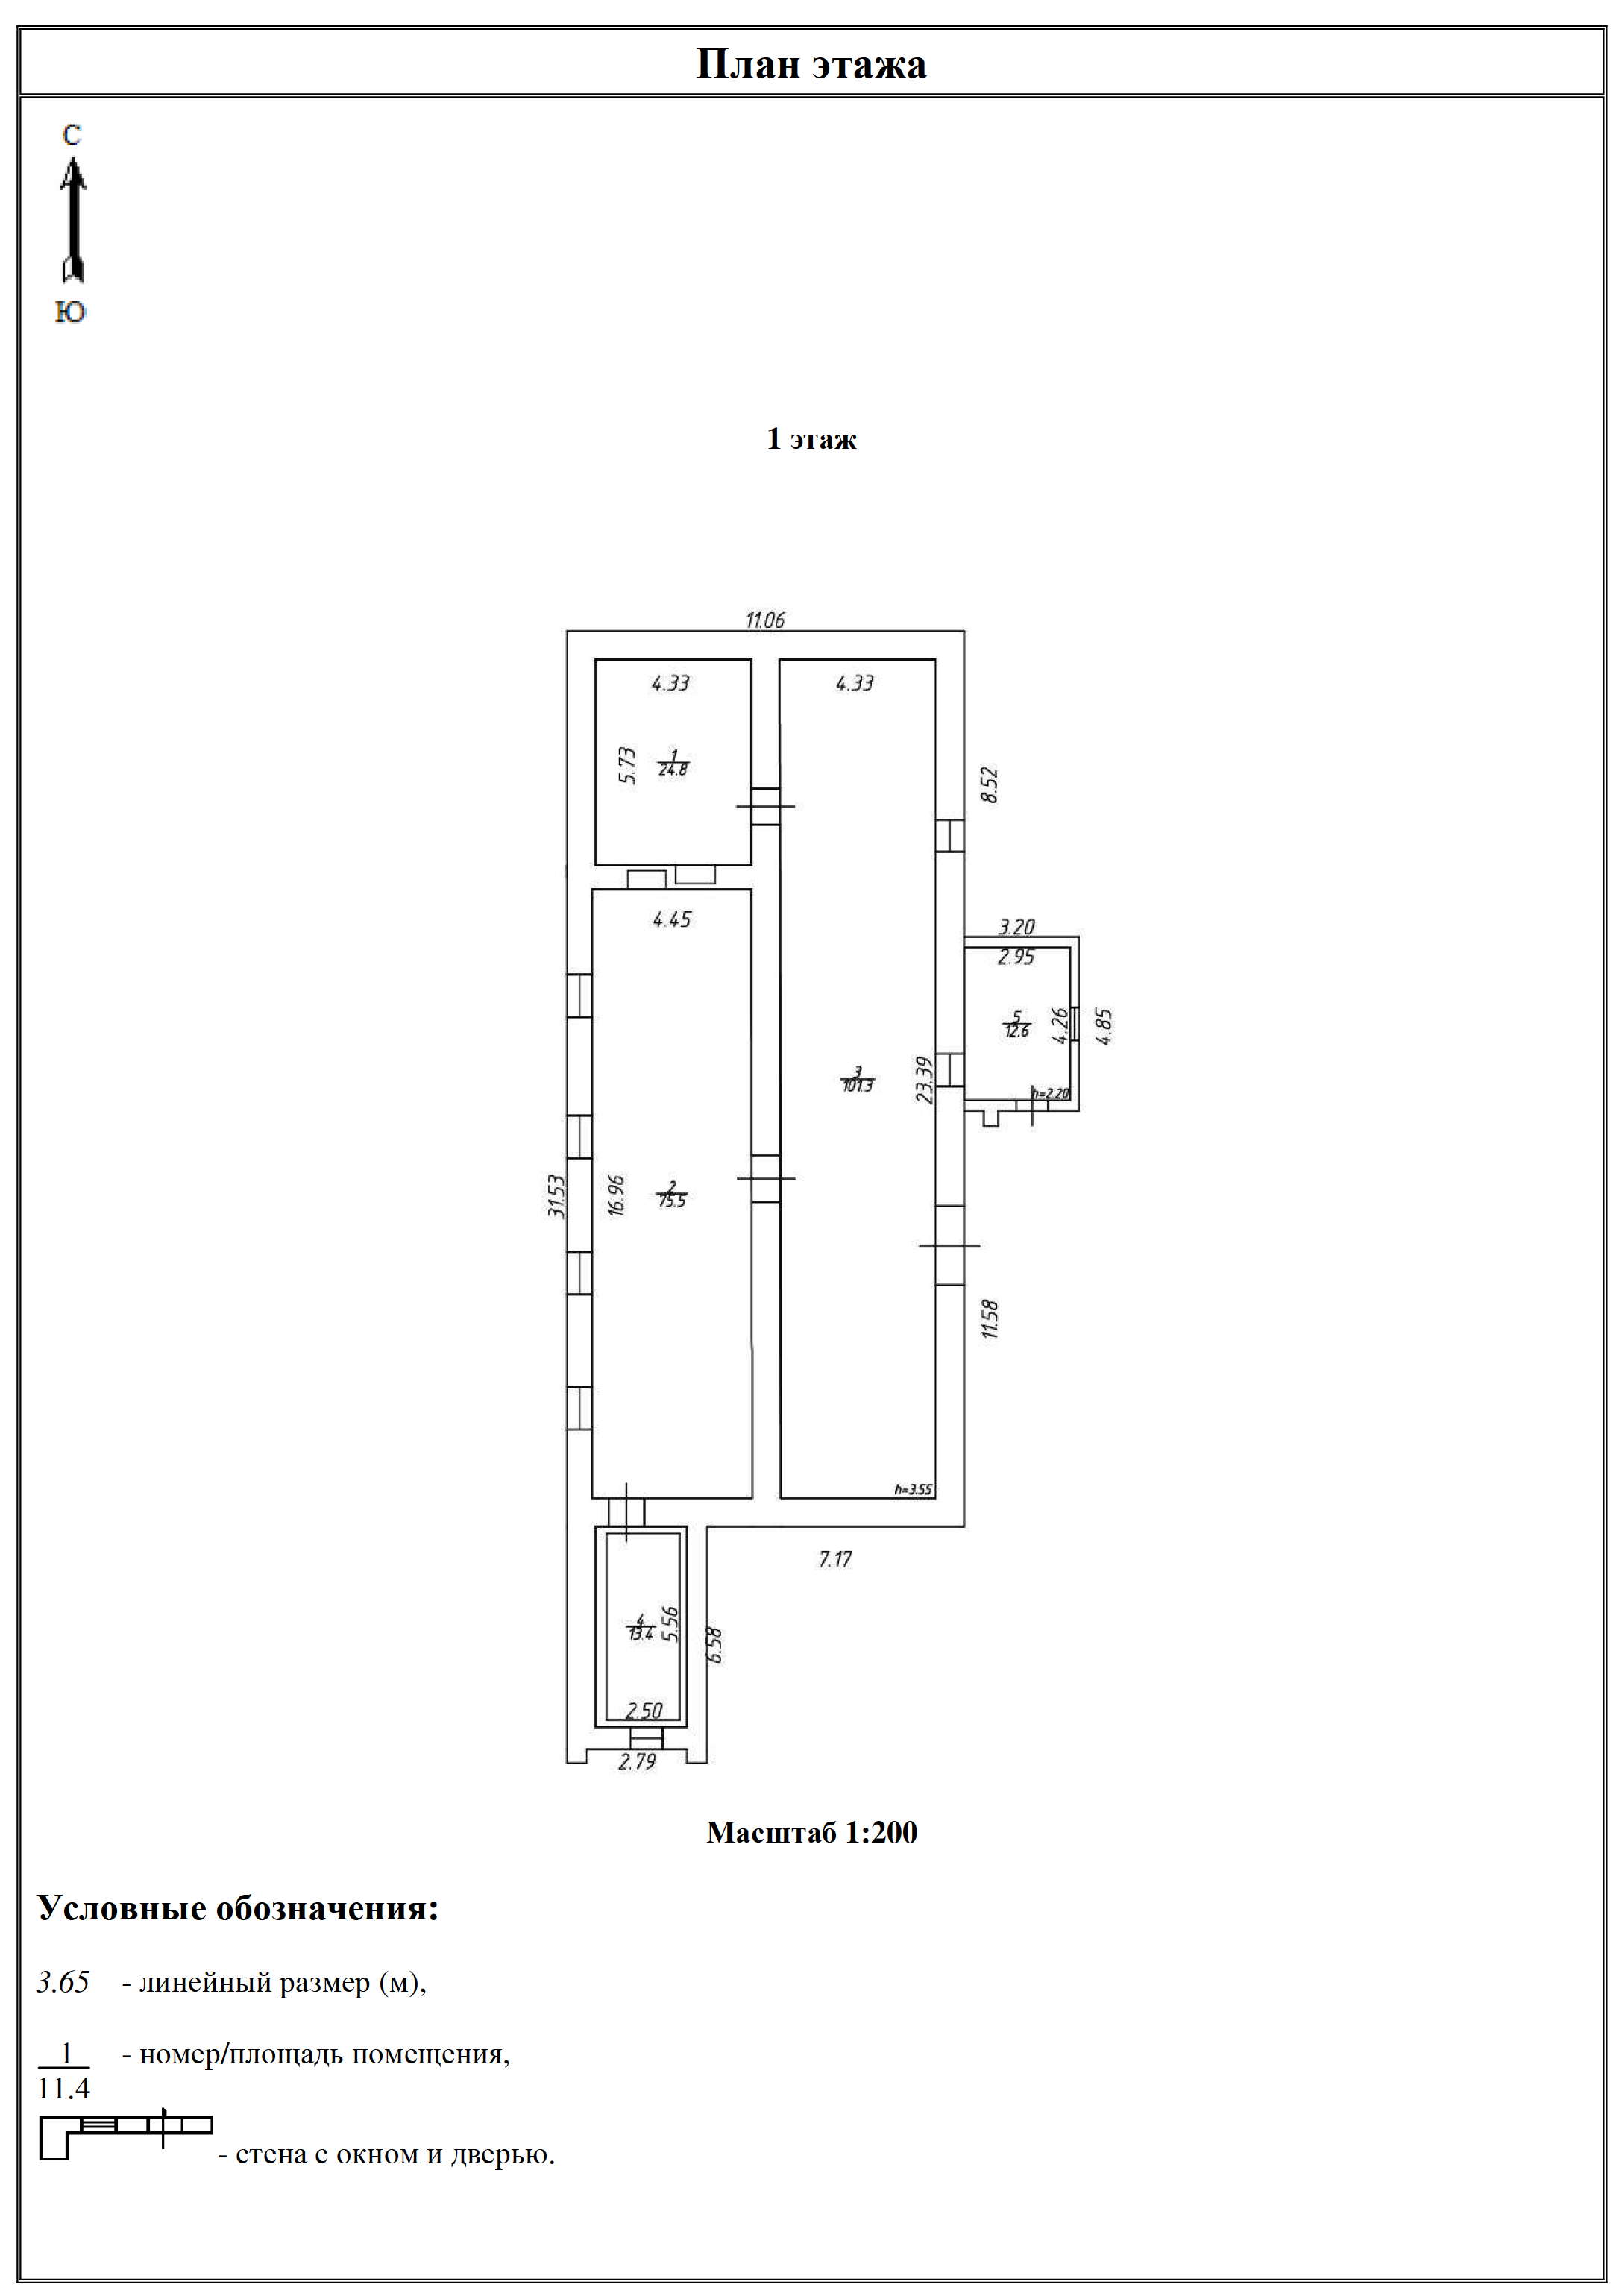 План этажа
С
Ю
1 этаж
11.06
4.33
4.33
5.73
1
24.8
8.52
4.45
3.20
2.95
5
12.6
4.26
4.85
h=2.20
3
101.3
23.39
31.53
16.96
2
75.5
11.58
h=3.55
7.17
4
13.4
5.56
6.58
2.50
2.79
Масштаб 1:200
Условные обозначения:
3.65 - линейный размер (м),
1
11.4
- номер/площадь помещения,
- стена с окном и дверью.